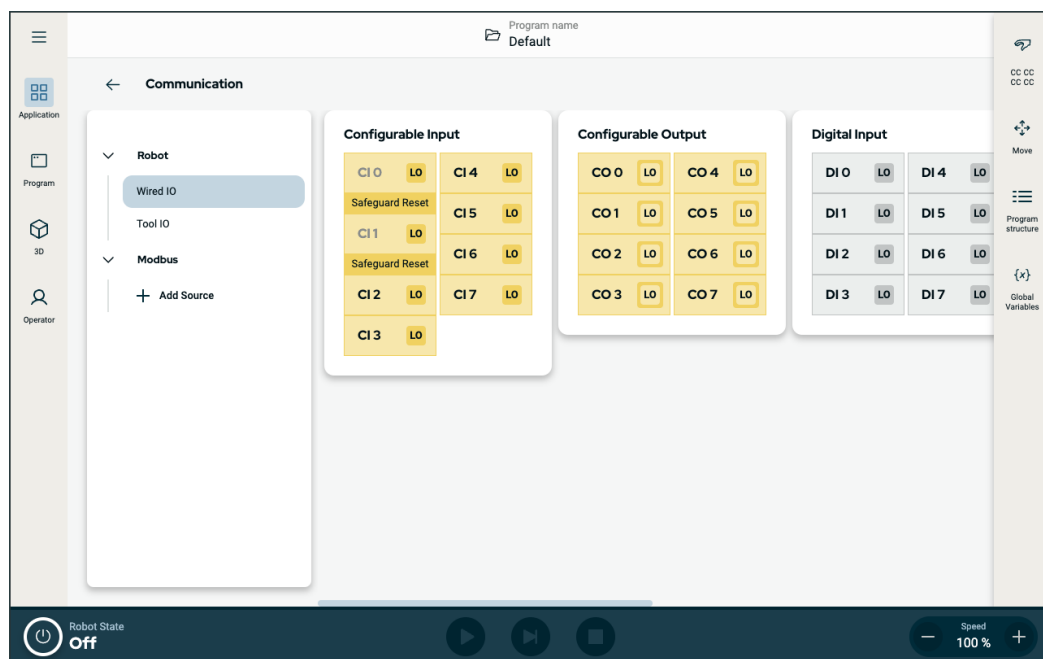 Program name
Default
Application
Program
3D
Operator
Communication
Robot
Wired IO
Tool IO
Modbus
Add Source
Configurable Input
CI 0 LO CI 4 LO
Safeguard Reset
CI 5 LO
CI 1 LO
CI 6 LO
Safeguard Reset
CI 2 LO CI 7 LO
CI 3 LO
Configurable Output
CO 0 LO CO 4 LO
CO 1 LO CO 5 LO
CO 2 LO CO 6 LO
CO 3 LO CO 7 LO
Digital Input
DI 0 LO DI 4 LO
DI 1 LO DI 5 LO
DI 2 LO DI 6 LO
DI 3 LO DI 7 LO
CC CC
CC CC
Move
Program
structure
{x}
Global
Variables
Robot State
Off
Speed
100 %